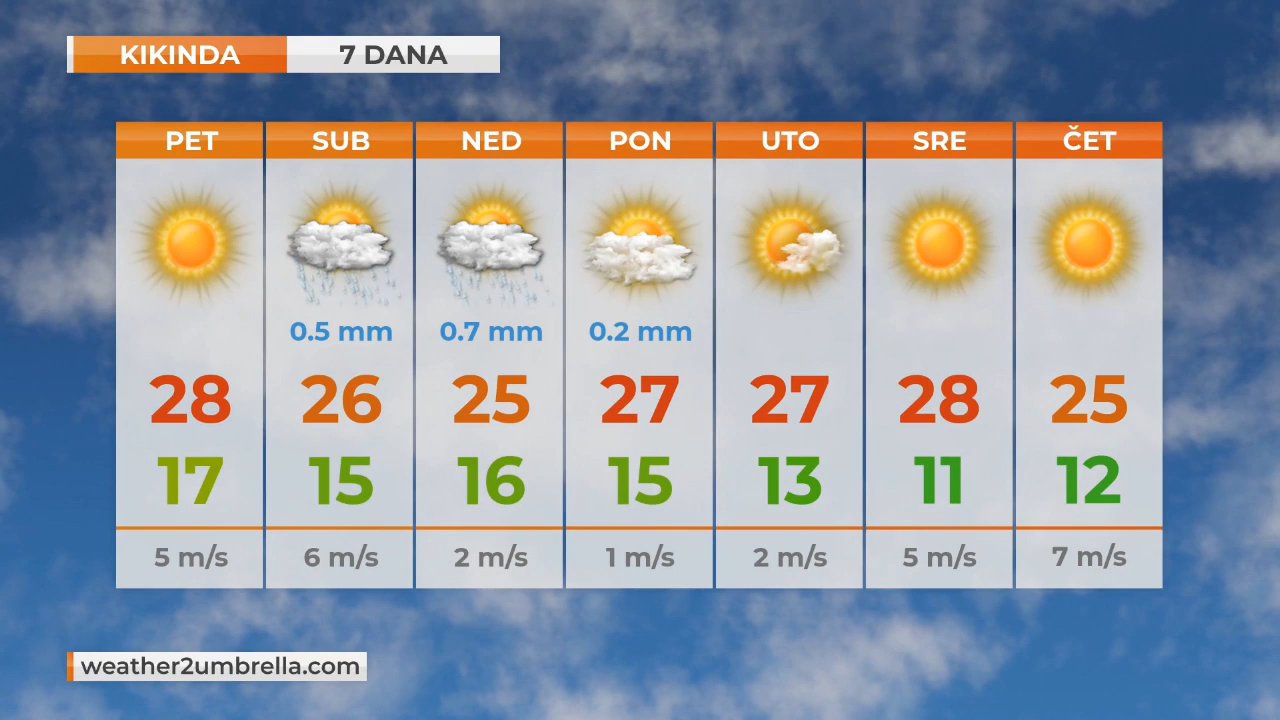 KIKINDA 7 DANA
PET SUB NED PON UTO SRE ČET
0.5 mm 0.7 mm 0.2 mm
28 26 25 27 27 28 25
17 15 16 15 13 11 12
5 m/s 6 m/s 2 m/s 1 m/s 2 m/s 5 m/s 7 m/s
weather2umbrella.com